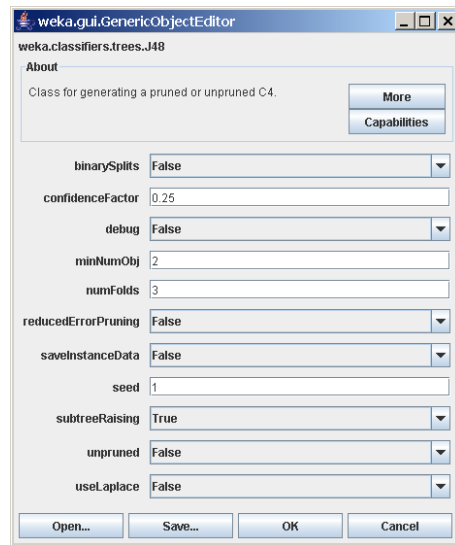 weka.gui.GenericObjectEditor
weka.classifiers.trees.J48
About
Class for generating a pruned or unpruned C4.
More
Capabilities
binarySplits False
confidenceFactor 0.25
debug False
minNumObj 2
numFolds 3
reducedErrorPruning False
saveInstanceData False
seed 1
subtreeRaising True
unpruned False
useLaplace False
Open... Save... OK Cancel